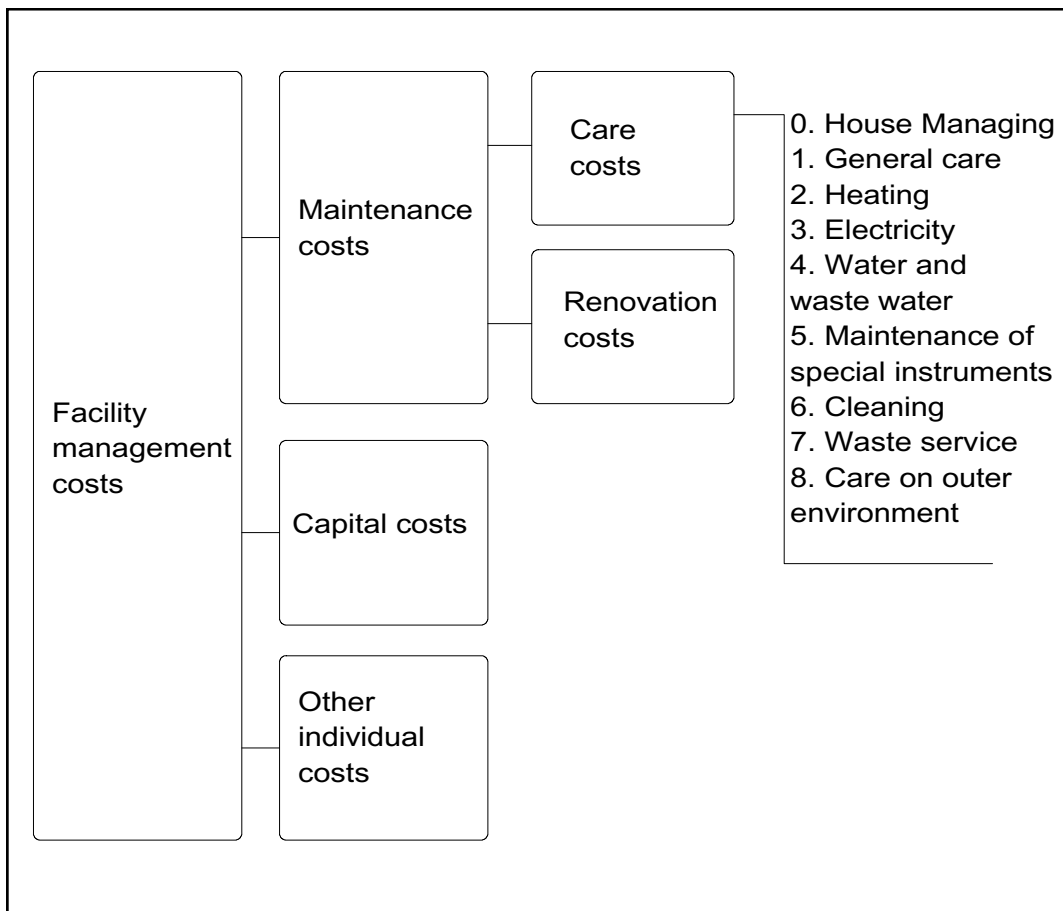 Facility
management
costs
Maintenance
costs
Care
costs
Renovation
costs
Capital costs
Other
individual
costs
0. House Managing
1. General care
2. Heating
3. Electricity
4. Water and
waste water
5. Maintenance of
special instruments
6. Cleaning
7. Waste service
8. Care on outer
environment